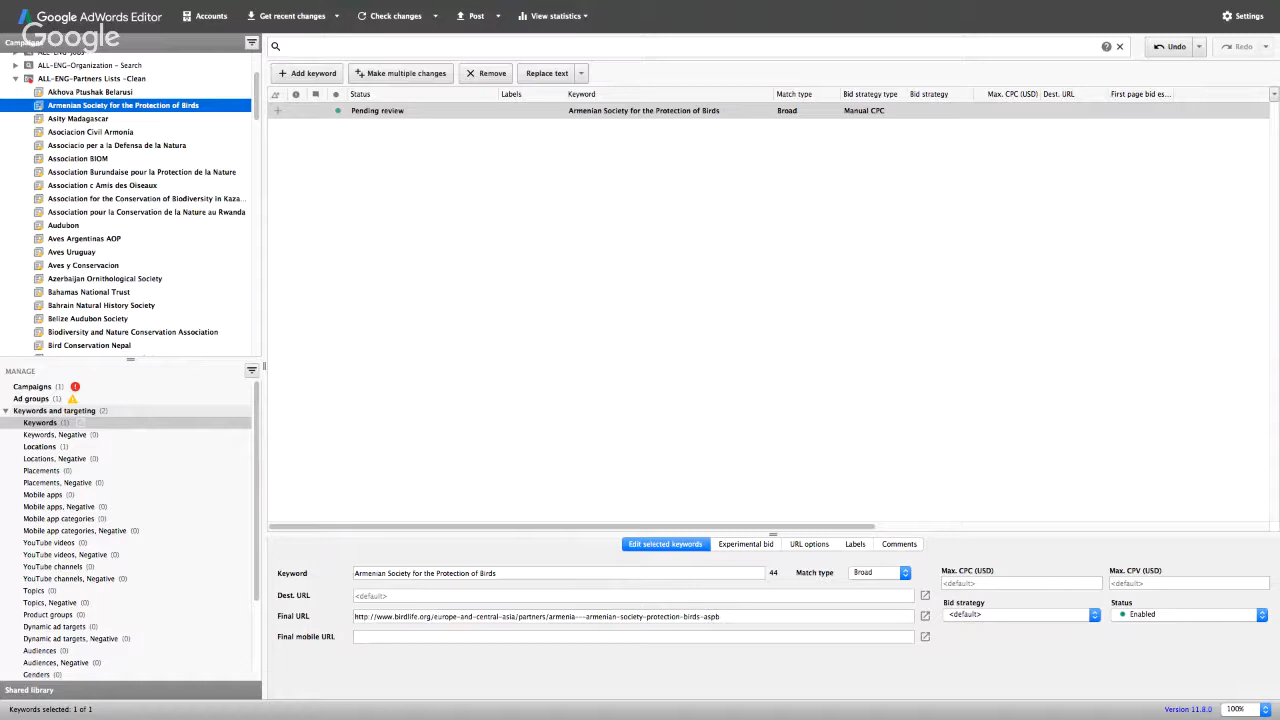 Google AdWords Editor
Accounts
Get recent changes
Check changes
Post
View statistics
Settings
Google
Campaigns
ALL-ENG-Jobs
ALL-ENG-Organization - Search
ALL-ENG-Partners Lists -Clean
Akhova Ptushak Belarusi
Armenian Society for the Protection of Birds
Asity Madagascar
Asociacion Civil Armonia
Associacio per a la Defensa de la Natura
Association BIOM
Association Burundaise pour la Protection de la Nature
Association c Amis des Oiseaux
Association for the Conservation of Biodiversity in Kaza...
Association pour la Conservation de la Nature au Rwanda
Audubon
Aves Argentinas AOP
Aves Uruguay
Aves y Conservacion
Azerbaijan Ornithological Society
Bahamas National Trust
Bahrain Natural History Society
Belize Audubon Society
Biodiversity and Nature Conservation Association
Bird Conservation Nepal
MANAGE
Campaigns (1)
Ad groups (1)
Keywords and targeting (2)
Keywords (1)
Keywords, Negative (0)
Locations (1)
Locations, Negative (0)
Placements (0)
Placements, Negative (0)
Mobile apps (0)
Mobile apps, Negative (0)
Mobile app categories (0)
Mobile app categories, Negative (0)
YouTube videos (0)
YouTube videos, Negative (0)
YouTube channels (0)
YouTube channels, Negative (0)
Topics (0)
Topics, Negative (0)
Product groups (0)
Dynamic ad targets (0)
Dynamic ad targets, Negative (0)
Audiences (0)
Audiences, Negative (0)
Genders (0)
Shared library
Keywords selected: 1 of 1
Undo
Redo
Add keyword
Make multiple changes
Remove
Replace text
Status Labels Keyword Match type Bid strategy type Bid strategy Max. CPC (USD) Dest. URL First page bid es...
Pending review Armenian Society for the Protection of Birds Broad Manual CPC
Edit selected keywords
Experimental bid
URL options
Labels
Comments
Keyword Armenian Society for the Protection of Birds 44 Match type Broad
Dest. URL <default>
Final URL http://www.birdlife.org/europe-and-central-asia/partners/armenia---armenian-society-protection-birds-aspb
Final mobile URL
Max. CPC (USD) Max. CPV (USD)
<default> <default>
Bid strategy Status
<default> Enabled
Version 11.8.0 100%